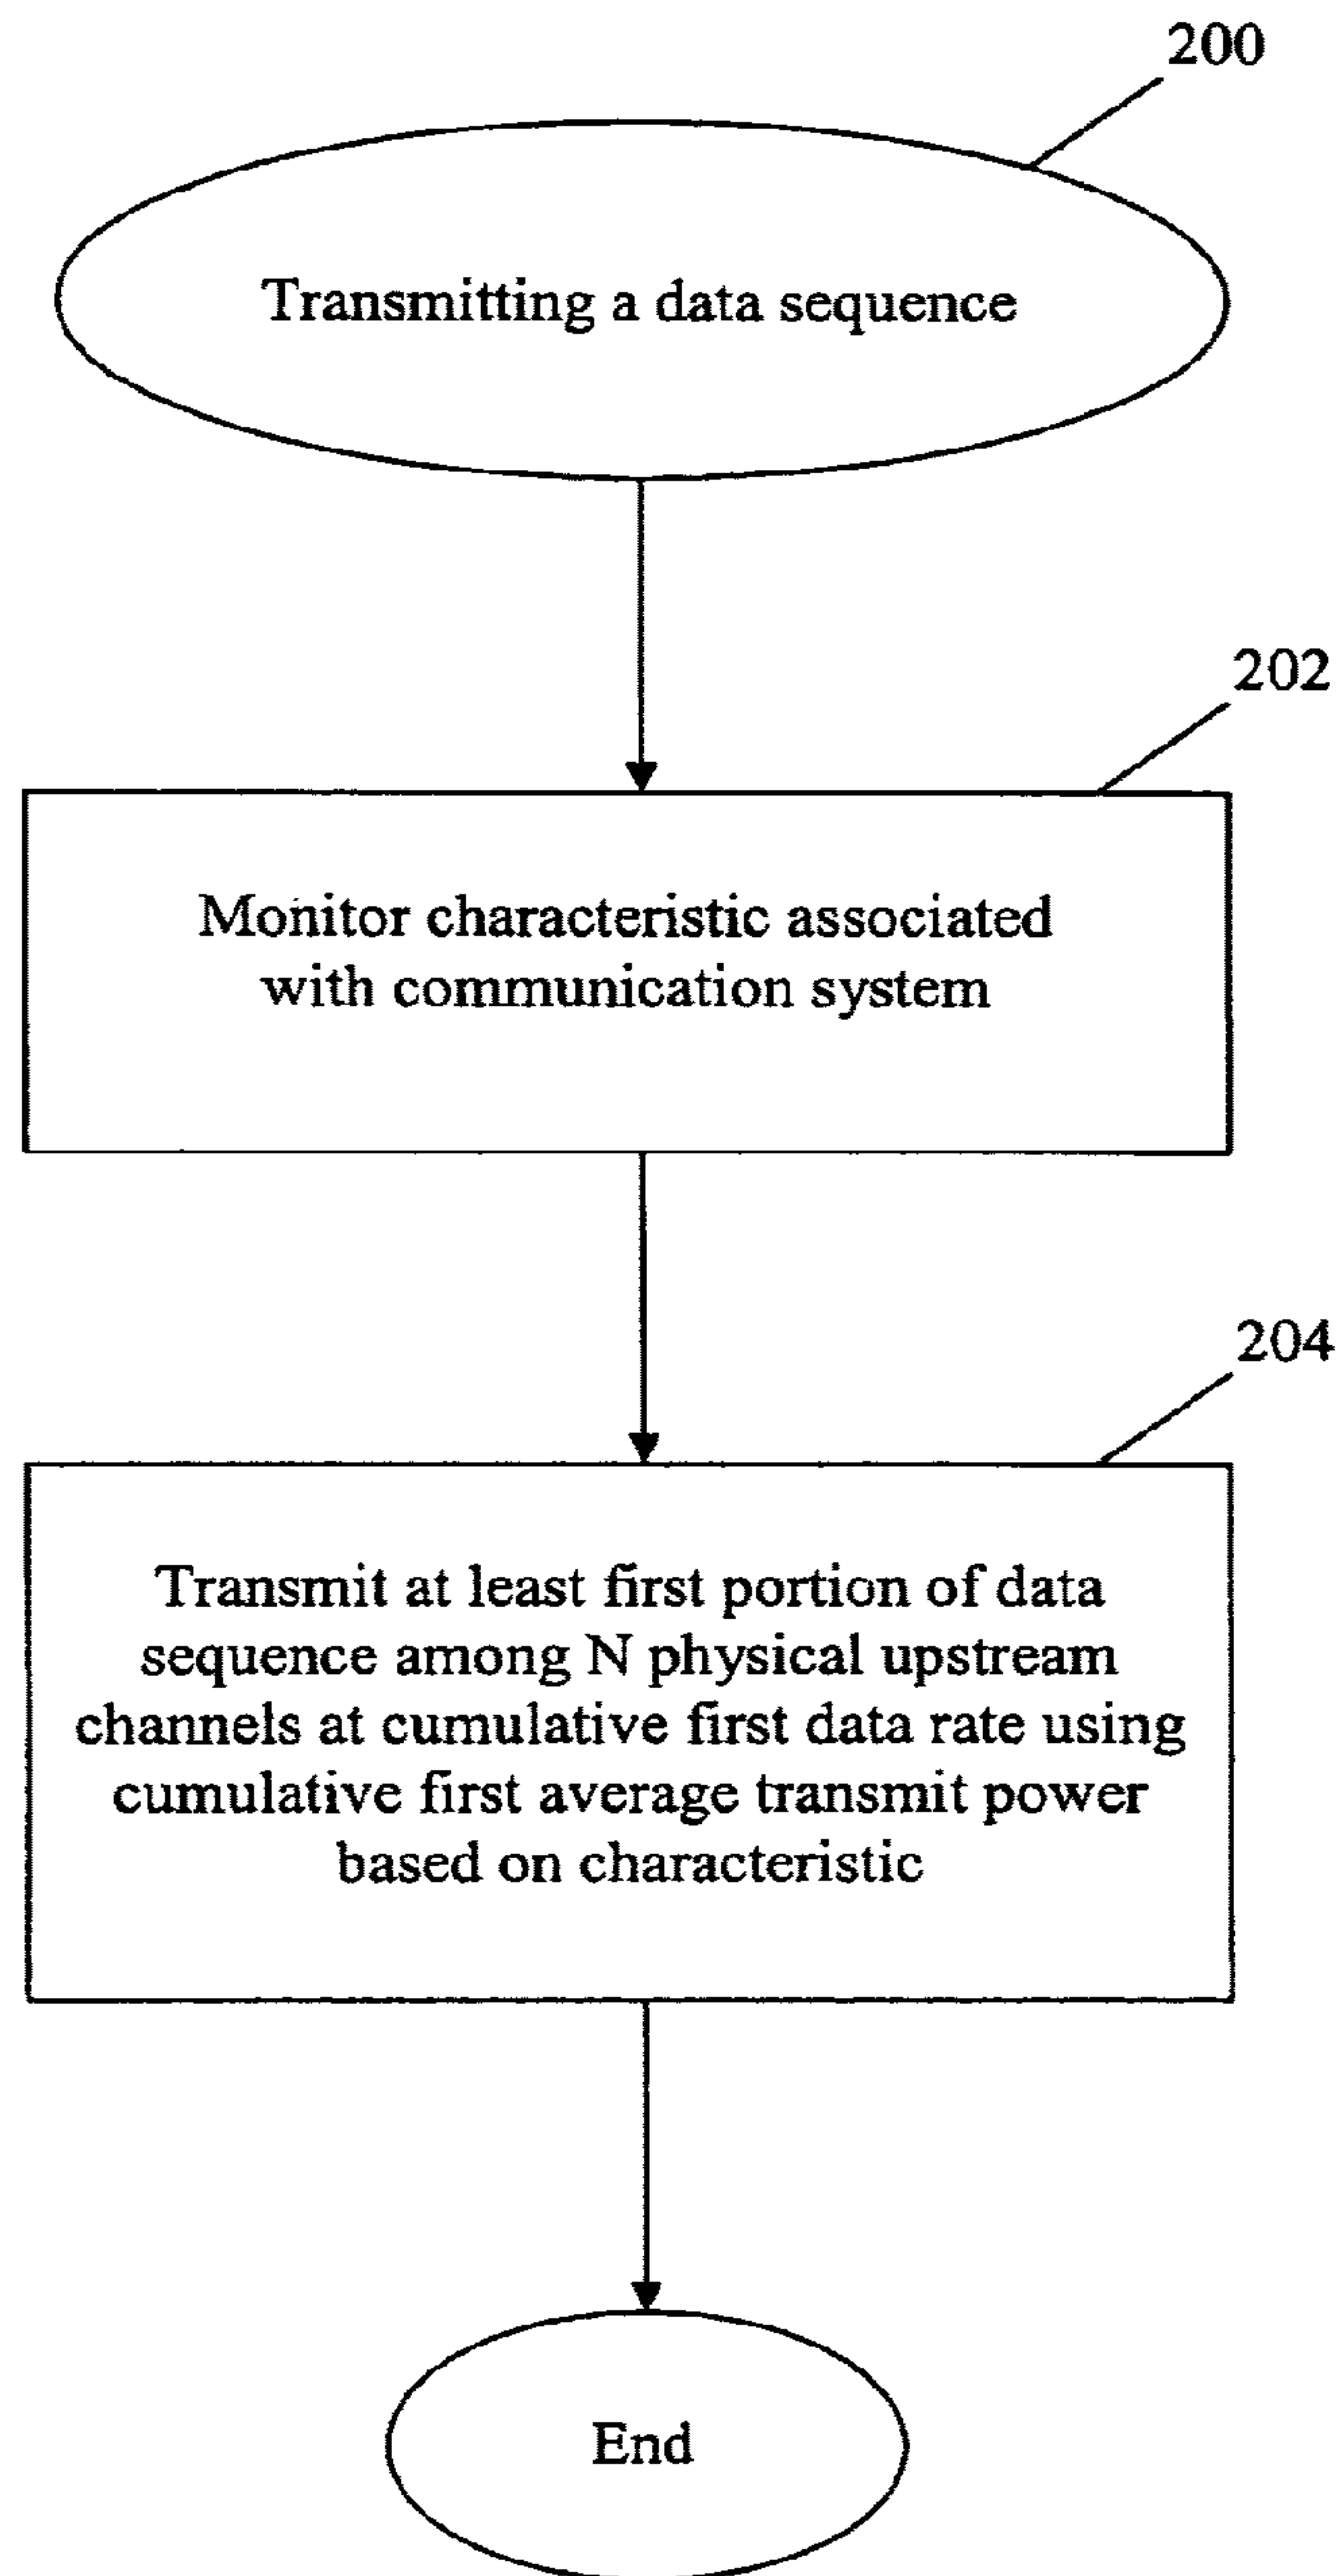 200
Transmitting a data sequence
202
Monitor characteristic associated
with communication system
204
Transmit at least first portion of data
sequence among N physical upstream
channels at cumulative first data rate using
cumulative first average transmit power
based on characteristic
End